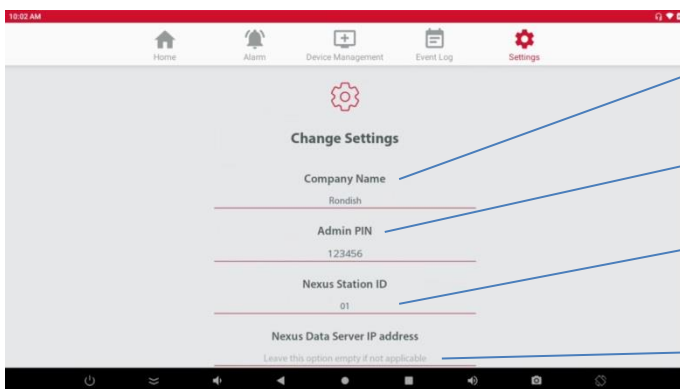 10:02 AM
Home Alarm Device Management Event Log Settings
Change Settings
Company Name
Rondish
Admin PIN
123456
Nexus Station ID
01
Nexus Data Server IP address
Leave this option empty if not applicable